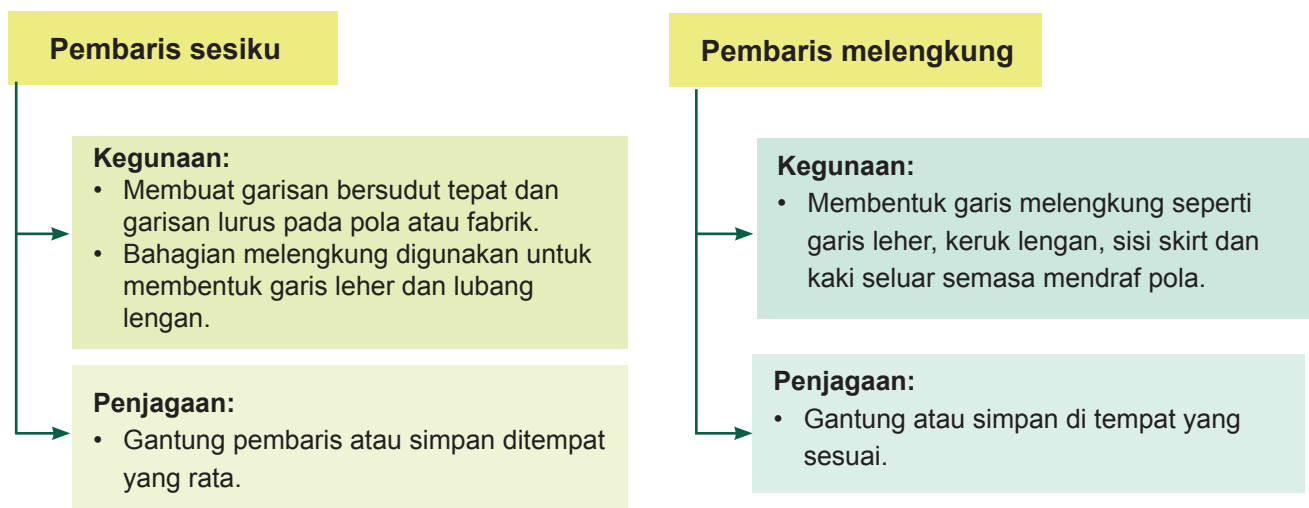 Pembaris sesiku
Kegunaan:
• Membuat garisan bersudut tepat dan
garisan lurus pada pola atau fabrik.
• Bahagian melengkung digunakan untuk
membentuk garis leher dan lubang
lengan.
Penjagaan:
• Gantung pembaris atau simpan ditempat
yang rata.
Pembaris melengkung
Kegunaan:
• Membentuk garis melengkung seperti
garis leher, keruk lengan, sisi skirt dan
kaki seluar semasa mendraf pola.
Penjagaan:
• Gantung atau simpan di tempat yang
sesuai.